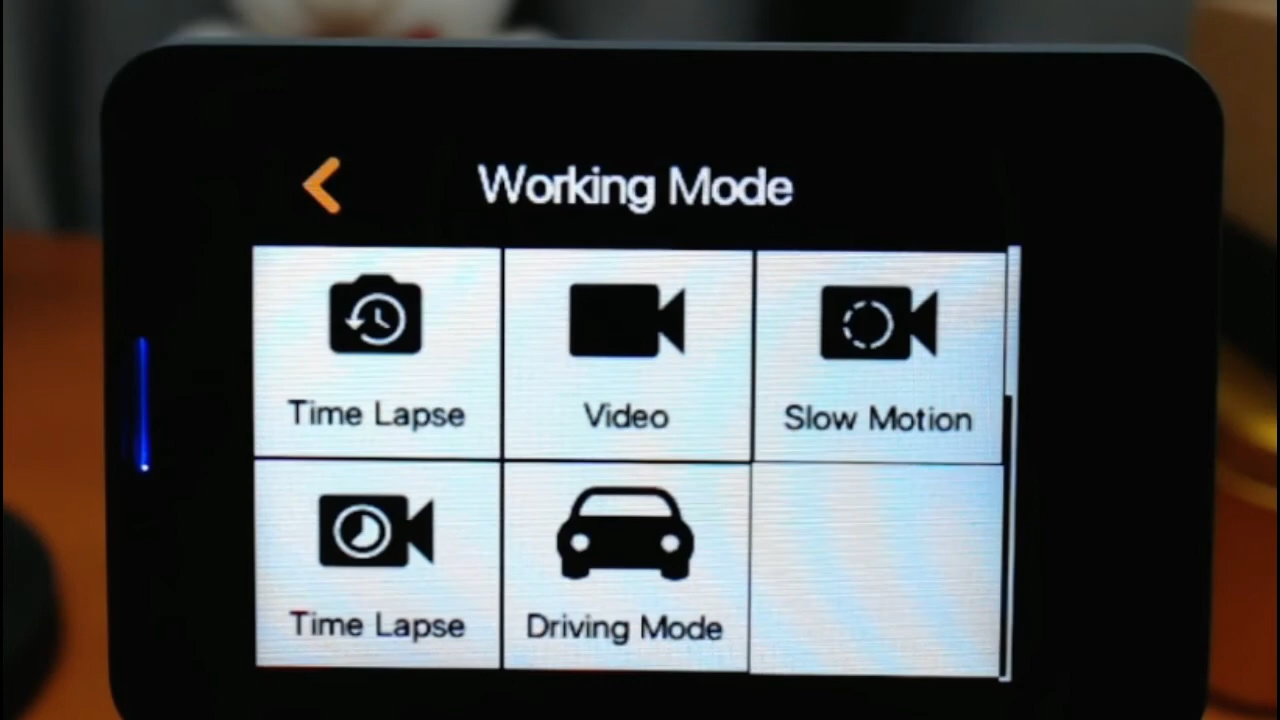 Working Mode
Time Lapse
Video
Slow Motion
Time Lapse
Driving Mode